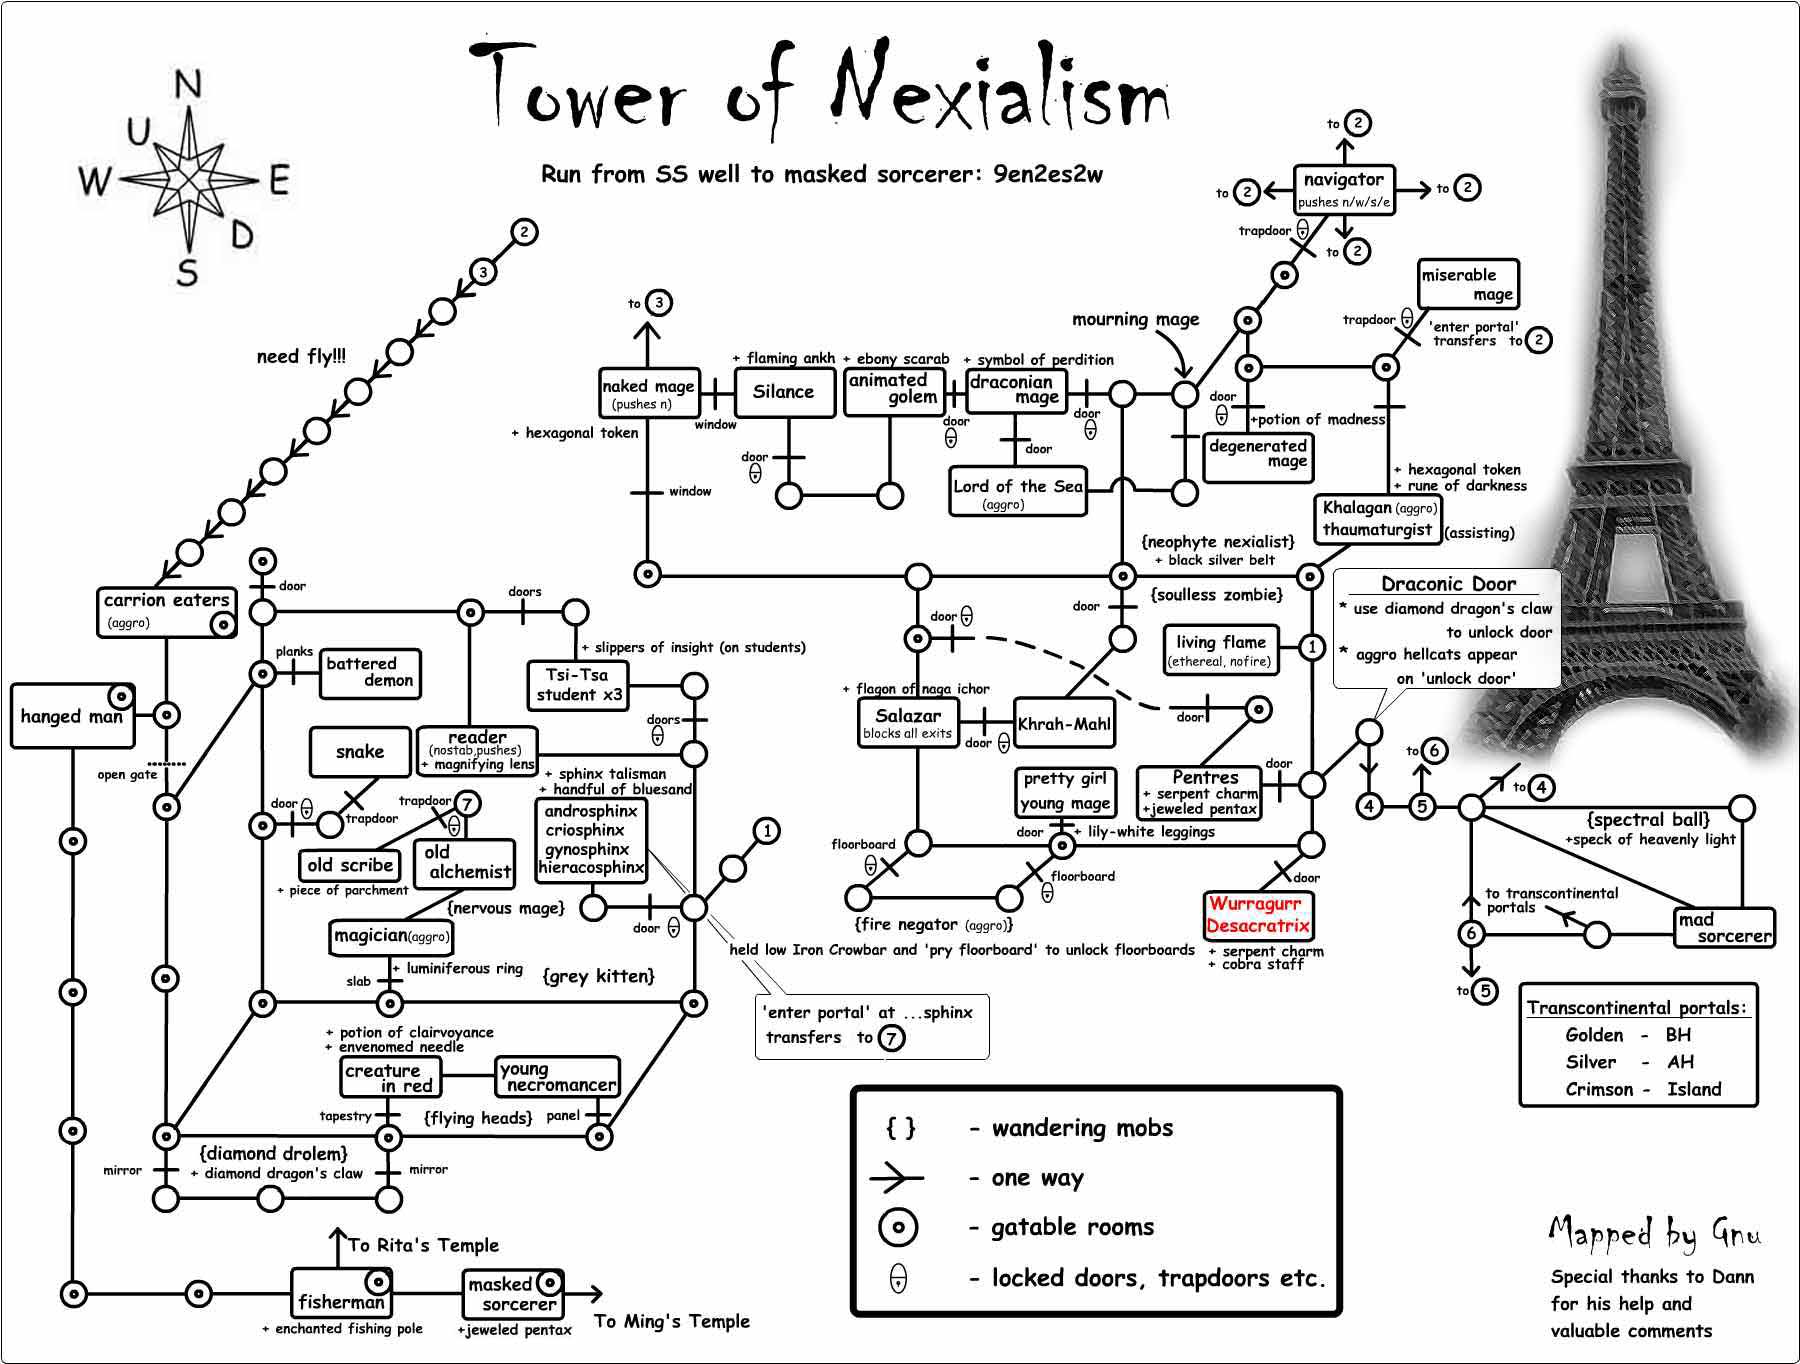 Tower of Nexialism
Run from SS well to masked sorcerer: 9en2es2w
N
U
W
E
D
S
2
3
need fly!!!
to 2
to 2
navigator
pushes n/w/s/e
to 2
to 2
trapdoor
miserable
mage
trapdoor
'enter portal'
transfers to 2
mourning mage
to 3
naked mage
(pushes n)
+ hexagonal token
window
window
+ flaming ankh
Silance
door
+ ebony scarab
animated
golem
door
+ symbol of perdition
draconian
mage
door
door
Lord of the Sea
(aggro)
door
+potion of madness
degenerated
mage
+ hexagonal token
+ rune of darkness
Khalagan (aggro)
thaumaturgist
(assisting)
{neophyte nexialist}
+ black silver belt
{soulless zombie}
door
door
living flame
(ethereal, nofire)
1
Draconic Door
* use diamond dragon's claw
to unlock door
* aggro hellcats appear
on 'unlock door'
carrion eaters
(aggro)
door
doors
planks
battered
demon
+ slippers of insight (on students)
Tsi-Tsa
student x3
doors
hanged man
open gate
snake
trapdoor
door
reader
(nostab,pushes)
+ magnifying lens
trapdoor
7
old scribe
+ piece of parchment
old
alchemist
+ sphinx talisman
+ handful of bluesand
androsphinx
criosphinx
gynosphinx
hieracosphinx
1
door
{nervous mage}
magician(aggro)
+ luminiferous ring
slab
{grey kitten}
'enter portal' at ...sphinx
transfers to 7
+ flagon of naga ichor
Salazar
blocks all exits
door
Khrah-Mahl
door
Pentres
+ serpent charm
+jeweled pentax
door
pretty girl
young mage
door
+ lily-white leggings
floorboard
floorboard
{fire negator (aggro)}
held low Iron Crowbar and 'pry floorboard' to unlock floorboards
door
Wurragurr
Desacratrix
+ serpent charm
+ cobra staff
to 6
4
5
to 4
{spectral ball}
+speck of heavenly light
to transcontinental
portals
6
to 5
mad
sorcerer
Transcontinental portals:
Golden - BH
Silver - AH
Crimson - Island
+ potion of clairvoyance
+ envenomed needle
creature
in red
young
necromancer
tapestry
{flying heads}
panel
{diamond drolem}
+ diamond dragon's claw
mirror
mirror
To Rita's Temple
fisherman
+ enchanted fishing pole
masked
sorcerer
+jeweled pentax
To Ming's Temple
{ } - wandering mobs
- one way
- gatable rooms
- locked doors, trapdoors etc.
Mapped by Gnu
Special thanks to Dann
for his help and
valuable comments